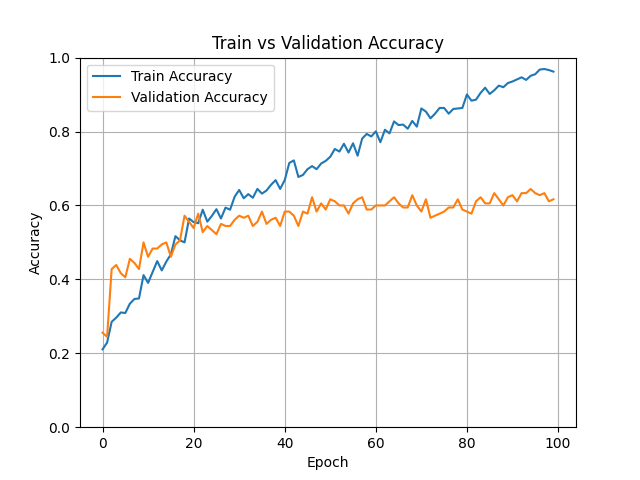 Train vs Validation Accuracy
Train Accuracy
Validation Accuracy
1.0
0.8
0.6
0.4
0.2
0.0
Accuracy
0 20 40 60 80 100
Epoch